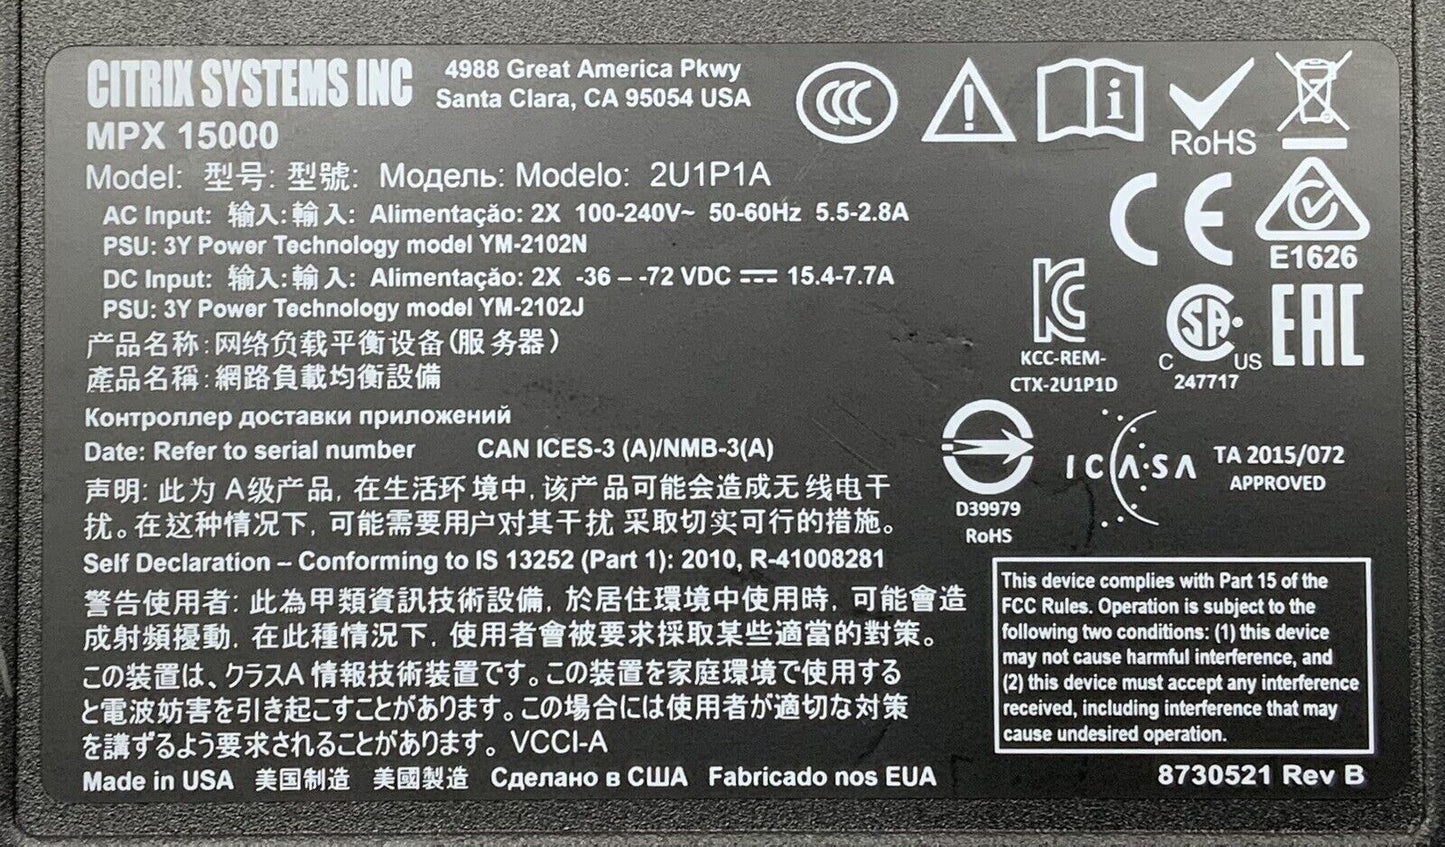 CITRIX SYSTEMS INC
4988 Great America Pkwy
Santa Clara, CA 95054 USA
MPX 15000
Model: 型号: 型號: Модель: Modelo: 2U1P1A
AC Input: 输入: 輸入: Alimentação: 2X 100-240V~ 50-60Hz 5.5-2.8A
PSU: 3Y Power Technology model YM-2102N
DC Input: 输入: 輸入: Alimentação: 2X -36 – -72 VDC ⎓ 15.4-7.7A
PSU: 3Y Power Technology model YM-2102J
产品名称: 网络负载平衡设备(服务器)
產品名稱: 網路負載均衡設備
Контроллер доставки приложений
Date: Refer to serial number CAN ICES-3 (A)/NMB-3(A)
声明: 此为 A级产品, 在生活环境中, 该产品可能会造成无线电干
扰。在这种情况下, 可能需要用户对其干扰采取切实可行的措施。
Self Declaration – Conforming to IS 13252 (Part 1): 2010, R-41008281
警告使用者: 此為甲類資訊技術設備, 於居住環境中使用時, 可能會造
成射頻擾動, 在此種情況下, 使用者會被要求採取某些適當的對策。
この装置は、クラスA 情報技術装置です。この装置を家庭環境で使用する
と電波妨害を引き起こすことがあります。この場合には使用者が適切な対策
を講ずるよう要求されることがあります。 VCCI-A
Made in USA 美国制造 美國製造 Сделано в США Fabricado nos EUA
CCC
i
RoHS
CE
E1626
KC
KCC-REM-
CTX-2U1P1D
C SA US
247717
EAC
D39979
RoHS
ICASA
TA 2015/072
APPROVED
This device complies with Part 15 of the
FCC Rules. Operation is subject to the
following two conditions: (1) this device
may not cause harmful interference, and
(2) this device must accept any interference
received, including interference that may
cause undesired operation.
8730521 Rev B